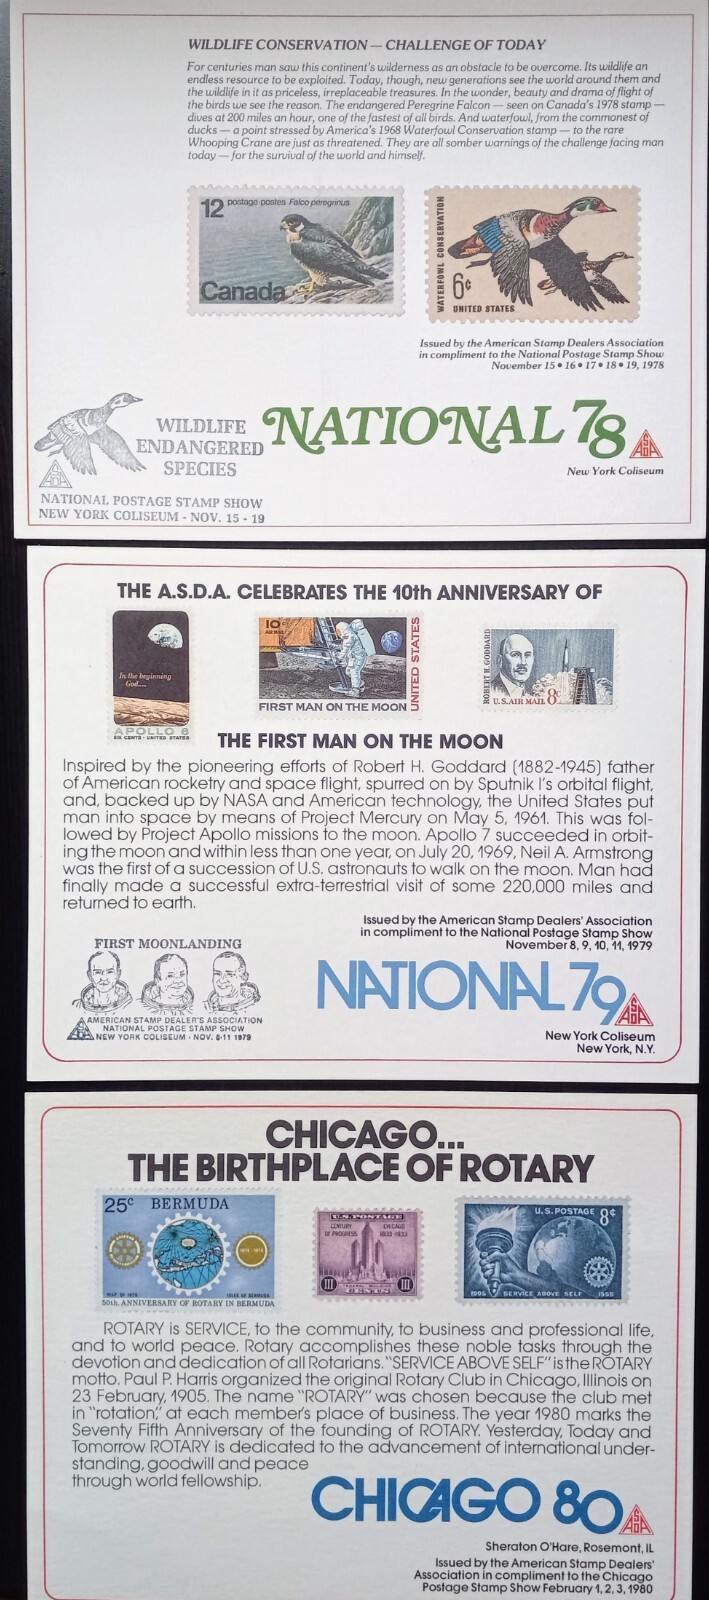 WILDLIFE CONSERVATION — CHALLENGE OF TODAY
For centuries man saw this continent's wilderness as an obstacle to be overcome. Its wildlife an
endless resource to be exploited. Today, though, new generations see the world around them and
the wildlife in it as priceless, irreplaceable treasures. In the wonder, beauty and drama of flight of
the birds we see the reason. The endangered Peregrine Falcon — seen on Canada's 1978 stamp —
dives at 200 miles an hour, one of the fastest of all birds. And waterfowl, from the commonest of
ducks — a point stressed by America's 1968 Waterfowl Conservation stamp — to the rare
Whooping Crane are just as threatened. They are all somber warnings of the challenge facing man
today — for the survival of the world and himself.
12 postage·postes Falco peregrinus
Canada
WATERFOWL CONSERVATION
6¢
UNITED STATES
Issued by the American Stamp Dealers Association
in compliment to the National Postage Stamp Show
November 15 • 16 • 17 • 18 • 19, 1978
WILDLIFE
ENDANGERED
SPECIES
NATIONAL POSTAGE STAMP SHOW
NEW YORK COLISEUM - NOV. 15 - 19
NATIONAL 78
ASDA
New York Coliseum
THE A.S.D.A. CELEBRATES THE 10th ANNIVERSARY OF
In the beginning
God...
APOLLO 8
SIX CENTS · UNITED STATES
10¢
AIR MAIL
UNITED STATES
FIRST MAN ON THE MOON
ROBERT H. GODDARD
U.S. AIR MAIL 8¢
THE FIRST MAN ON THE MOON
Inspired by the pioneering efforts of Robert H. Goddard (1882-1945) father
of American rocketry and space flight, spurred on by Sputnik I's orbital flight,
and, backed up by NASA and American technology, the United States put
man into space by means of Project Mercury on May 5, 1961. This was fol-
lowed by Project Apollo missions to the moon. Apollo 7 succeeded in orbit-
ing the moon and within less than one year, on July 20, 1969, Neil A. Armstrong
was the first of a succession of U.S. astronauts to walk on the moon. Man had
finally made a successful extra-terrestrial visit of some 220,000 miles and
returned to earth.
Issued by the American Stamp Dealers' Association
in compliment to the National Postage Stamp Show
November 8, 9, 10, 11, 1979
FIRST MOONLANDING
AMERICAN STAMP DEALER'S ASSOCIATION
NATIONAL POSTAGE STAMP SHOW
NEW YORK COLISEUM · NOV. 8-11 1979
NATIONAL 79
ASDA
New York Coliseum
New York, N.Y.
CHICAGO...
THE BIRTHPLACE OF ROTARY
25¢ BERMUDA
50th. ANNIVERSARY OF ROTARY IN BERMUDA
U.S. POSTAGE
CENTURY OF PROGRESS
CHICAGO 1833-1933
III CENTS III
U.S. POSTAGE 8¢
1905 SERVICE ABOVE SELF 1955
ROTARY is SERVICE, to the community, to business and professional life,
and to world peace. Rotary accomplishes these noble tasks through the
devotion and dedication of all Rotarians. "SERVICE ABOVE SELF" is the ROTARY
motto. Paul P. Harris organized the original Rotary Club in Chicago, Illinois on
23 February, 1905. The name "ROTARY" was chosen because the club met
in "rotation," at each member's place of business. The year 1980 marks the
Seventy Fifth Anniversary of the founding of ROTARY. Yesterday, Today and
Tomorrow ROTARY is dedicated to the advancement of international under-
standing, goodwill and peace
through world fellowship.
CHICAGO 80
ASDA
Sheraton O'Hare, Rosemont, IL
Issued by the American Stamp Dealers'
Association in compliment to the Chicago
Postage Stamp Show February 1, 2, 3, 1980